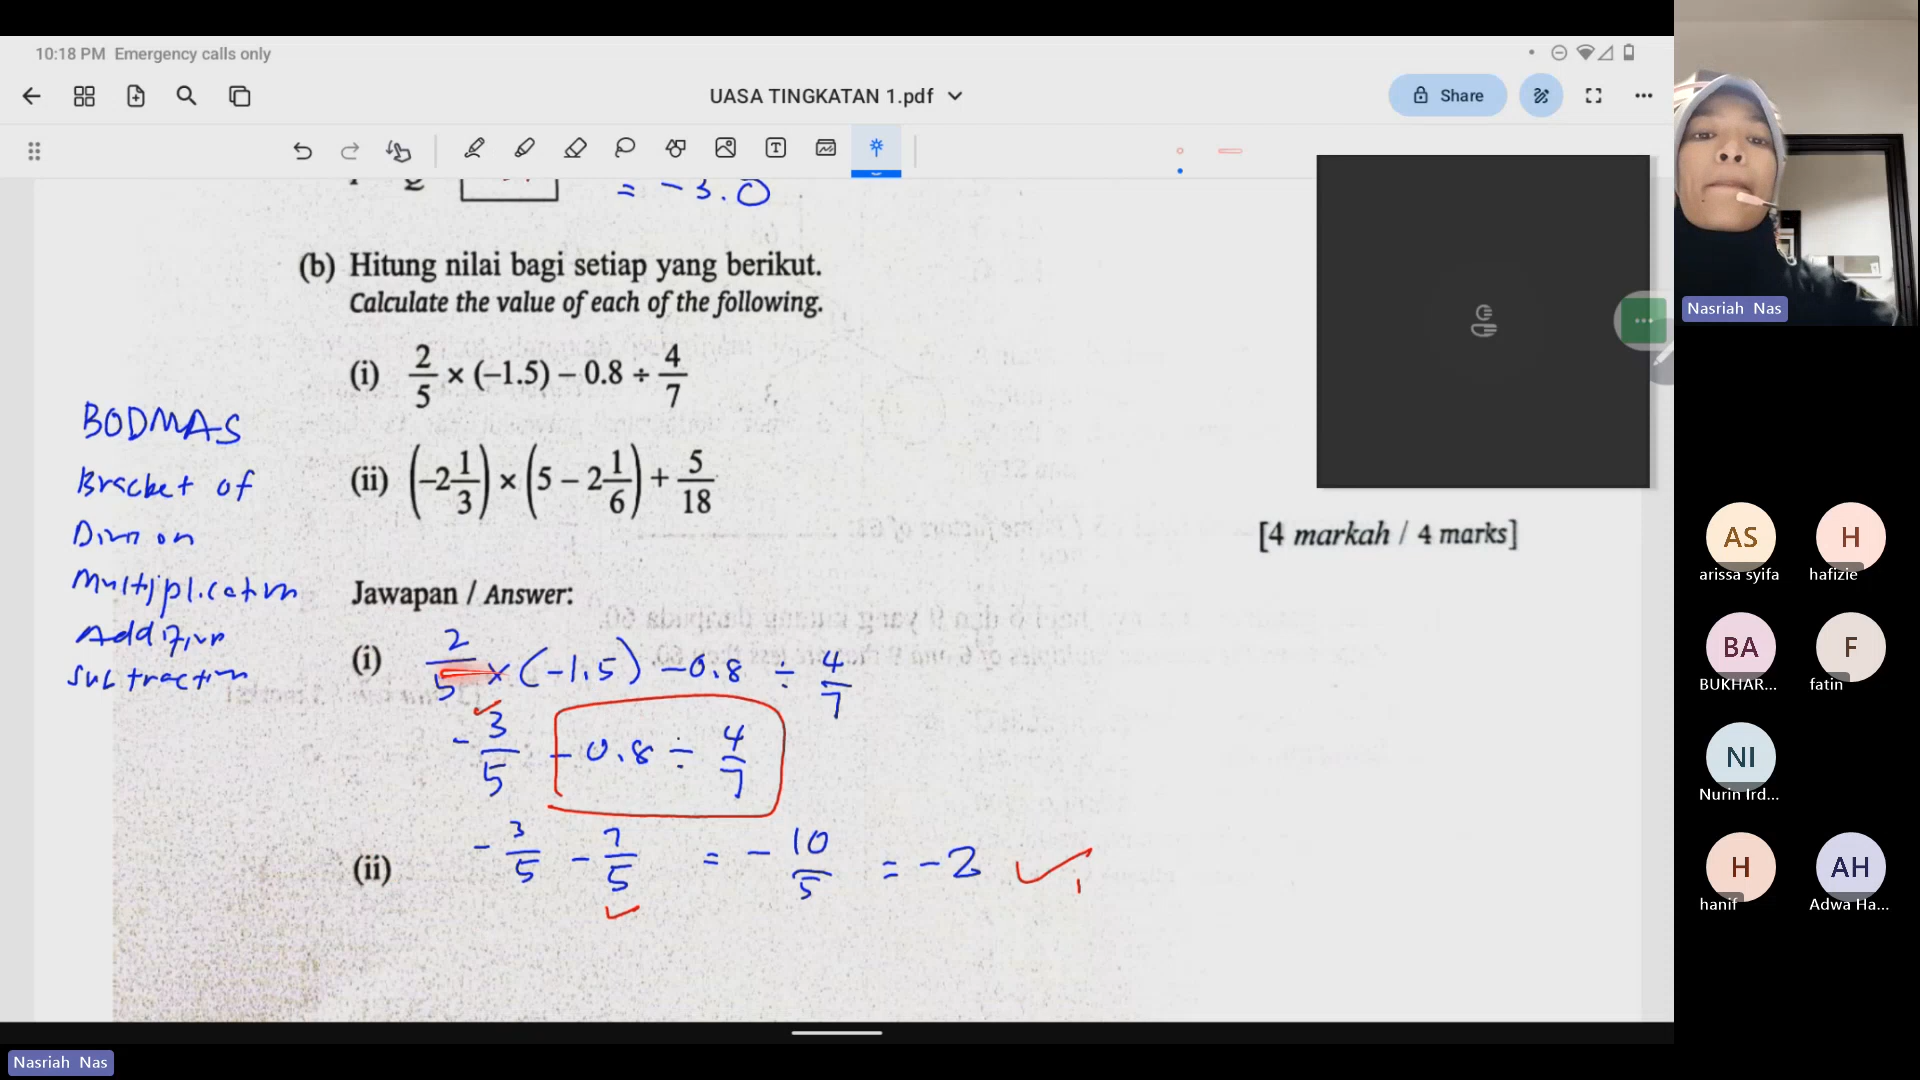 10:18 PM Emergency calls only
UASA TINGKATAN 1.pdf
Share
= -3.0
(b) Hitung nilai bagi setiap yang berikut.
Calculate the value of each of the following.
(i) 2/5 × (−1.5) − 0.8 ÷ 4/7
(ii) (−2 1/3) × (5 − 2 1/6) + 5/18
[4 markah / 4 marks]
BODMAS
Bracket of
Division
Multiplication
Addition
Subtraction
Jawapan / Answer:
(i) 2/5 × (−1.5) − 0.8 ÷ 4/7
− 3/5 − 0.8 ÷ 4/7
(ii) − 3/5 − 7/5 = − 10/5 = −2
Nasriah Nas
AS
arissa syifa
H
hafizie
BA
BUKHAR...
F
fatin
NI
Nurin Ird...
H
hanif
AH
Adwa Ha...
Nasriah Nas